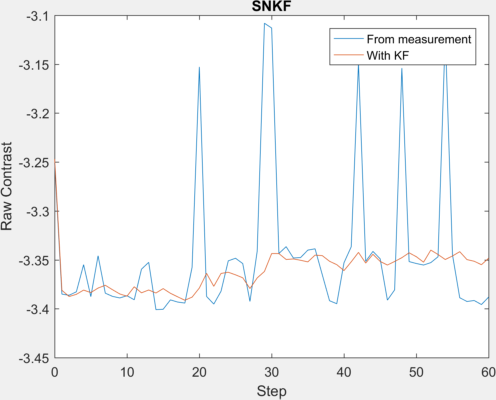 SNKF
-3.1
-3.15
-3.2
-3.25
-3.3
-3.35
-3.4
-3.45
Raw Contrast
From measurement
With KF
0 10 20 30 40 50 60
Step